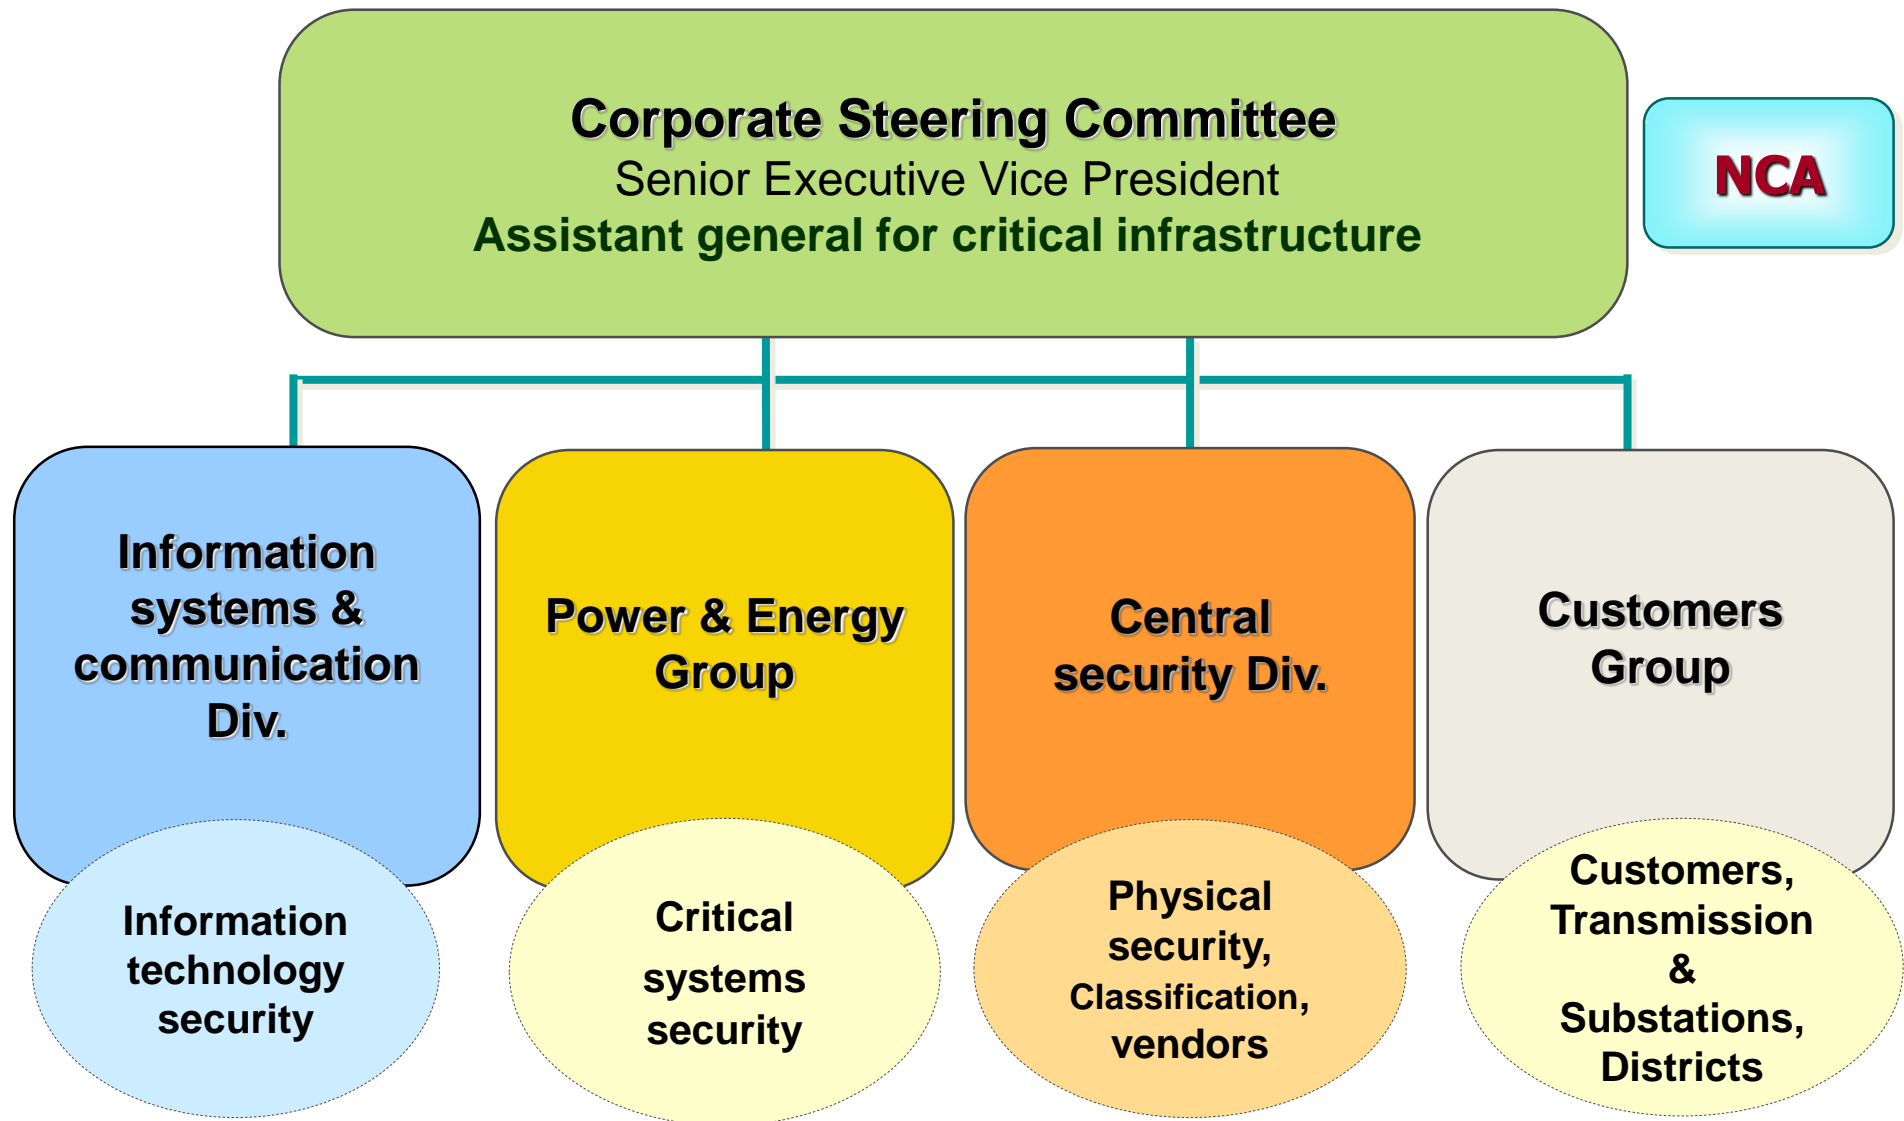 Corporate Steering Committee
Senior Executive Vice President
Assistant general for critical infrastructure
NCA
Information
systems &
communication
Div.
Power & Energy
Group
Central
security Div.
Customers
Group
Information
technology
security
Critical
systems
security
Physical
security,
Classification,
vendors
Customers,
Transmission
&
Substations,
Districts